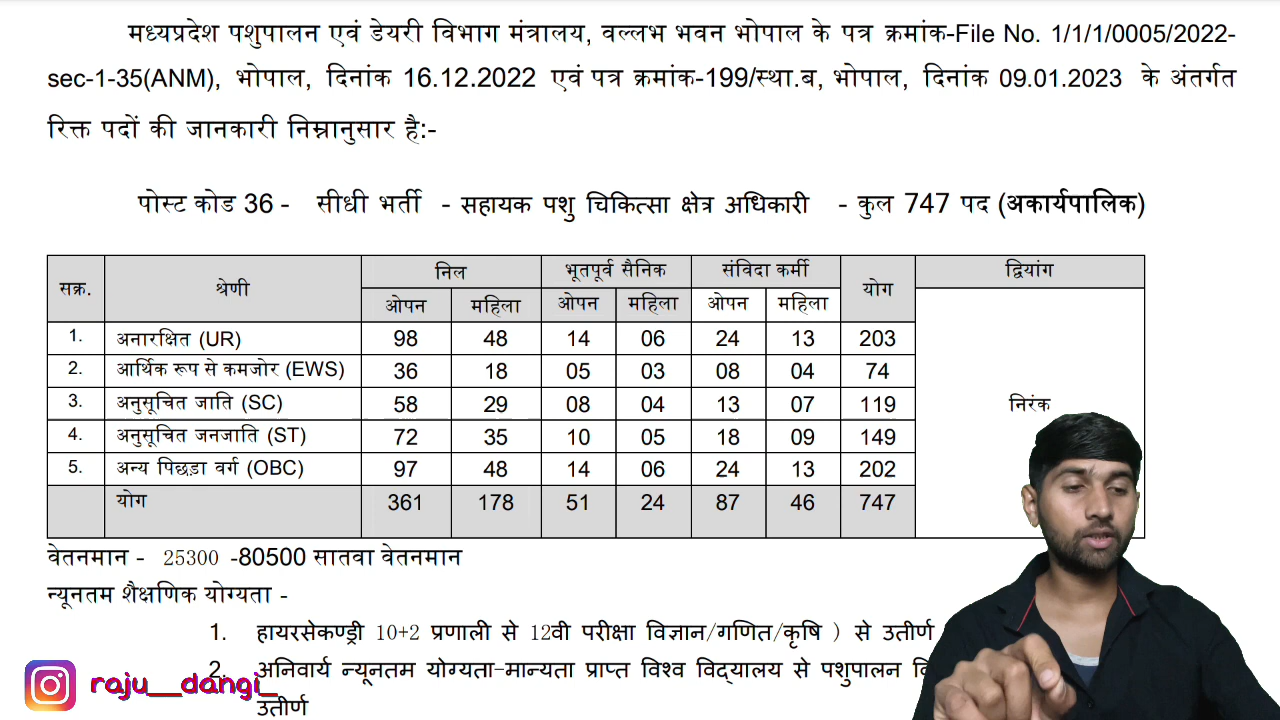 मध्यप्रदेश पशुपालन एवं डेयरी विभाग मंत्रालय, वल्लभ भवन भोपाल के पत्र क्रमांक-File No. 1/1/1/0005/2022-
sec-1-35(ANM), भोपाल, दिनांक 16.12.2022 एवं पत्र क्रमांक-199/स्था.ब, भोपाल, दिनांक 09.01.2023 के अंतर्गत
रिक्त पदों की जानकारी निम्नानुसार है:-
पोस्ट कोड 36 - सीधी भर्ती - सहायक पशु चिकित्सा क्षेत्र अधिकारी - कुल 747 पद (अकार्यपालिक)
सक्र. श्रेणी निल भूतपूर्व सैनिक संविदा कर्मी योग द्वियांग
ओपन महिला ओपन महिला ओपन महिला
1. अनारक्षित (UR) 98 48 14 06 24 13 203
2. आर्थिक रूप से कमजोर (EWS) 36 18 05 03 08 04 74
3. अनुसूचित जाति (SC) 58 29 08 04 13 07 119 निरंक
4. अनुसूचित जनजाति (ST) 72 35 10 05 18 09 149
5. अन्य पिछड़ा वर्ग (OBC) 97 48 14 06 24 13 202
योग 361 178 51 24 87 46 747
वेतनमान - 25300 -80500 सातवा वेतनमान
न्यूनतम शैक्षणिक योग्यता -
1. हायरसेकण्ड्री 10+2 प्रणाली से 12वी परीक्षा विज्ञान/गणित/कृषि ) से उतीर्ण
2. अनिवार्य न्यूनतम योग्यता-मान्यता प्राप्त विश्व विद्यालय से पशुपालन
उतीर्ण
raju__dangi_